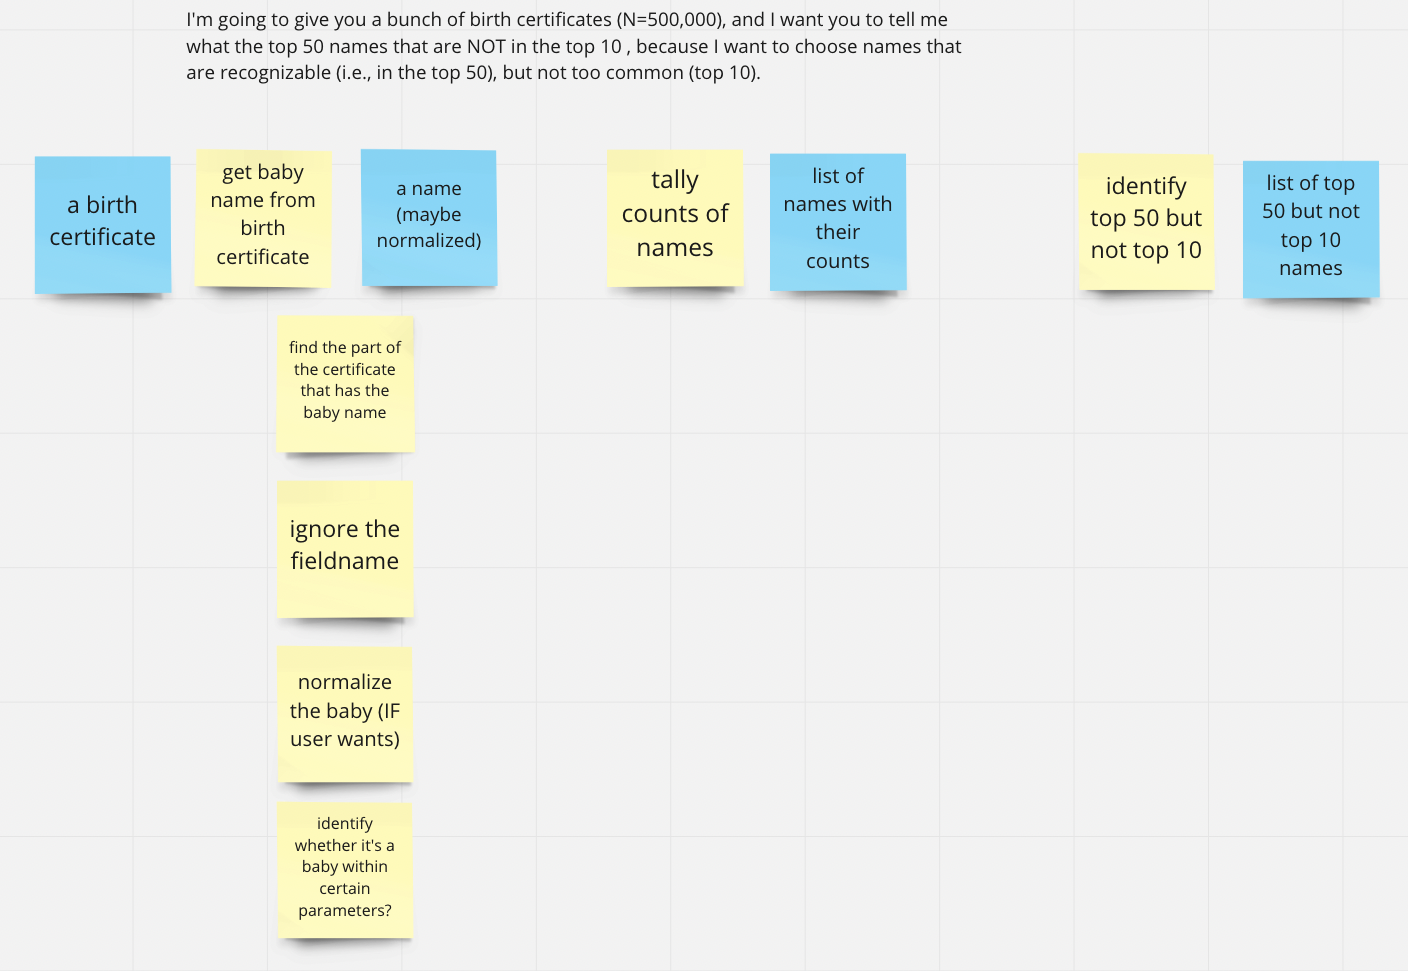 I'm going to give you a bunch of birth certificates (N=500,000), and I want you to tell me
what the top 50 names that are NOT in the top 10 , because I want to choose names that
are recognizable (i.e., in the top 50), but not too common (top 10).
a birth
certificate
get baby
name from
birth
certificate
a name
(maybe
normalized)
tally
counts of
names
list of
names with
their
counts
identify
top 50 but
not top 10
list of top
50 but not
top 10
names
find the part of
the certificate
that has the
baby name
ignore the
fieldname
normalize
the baby (IF
user wants)
identify
whether it's a
baby within
certain
parameters?